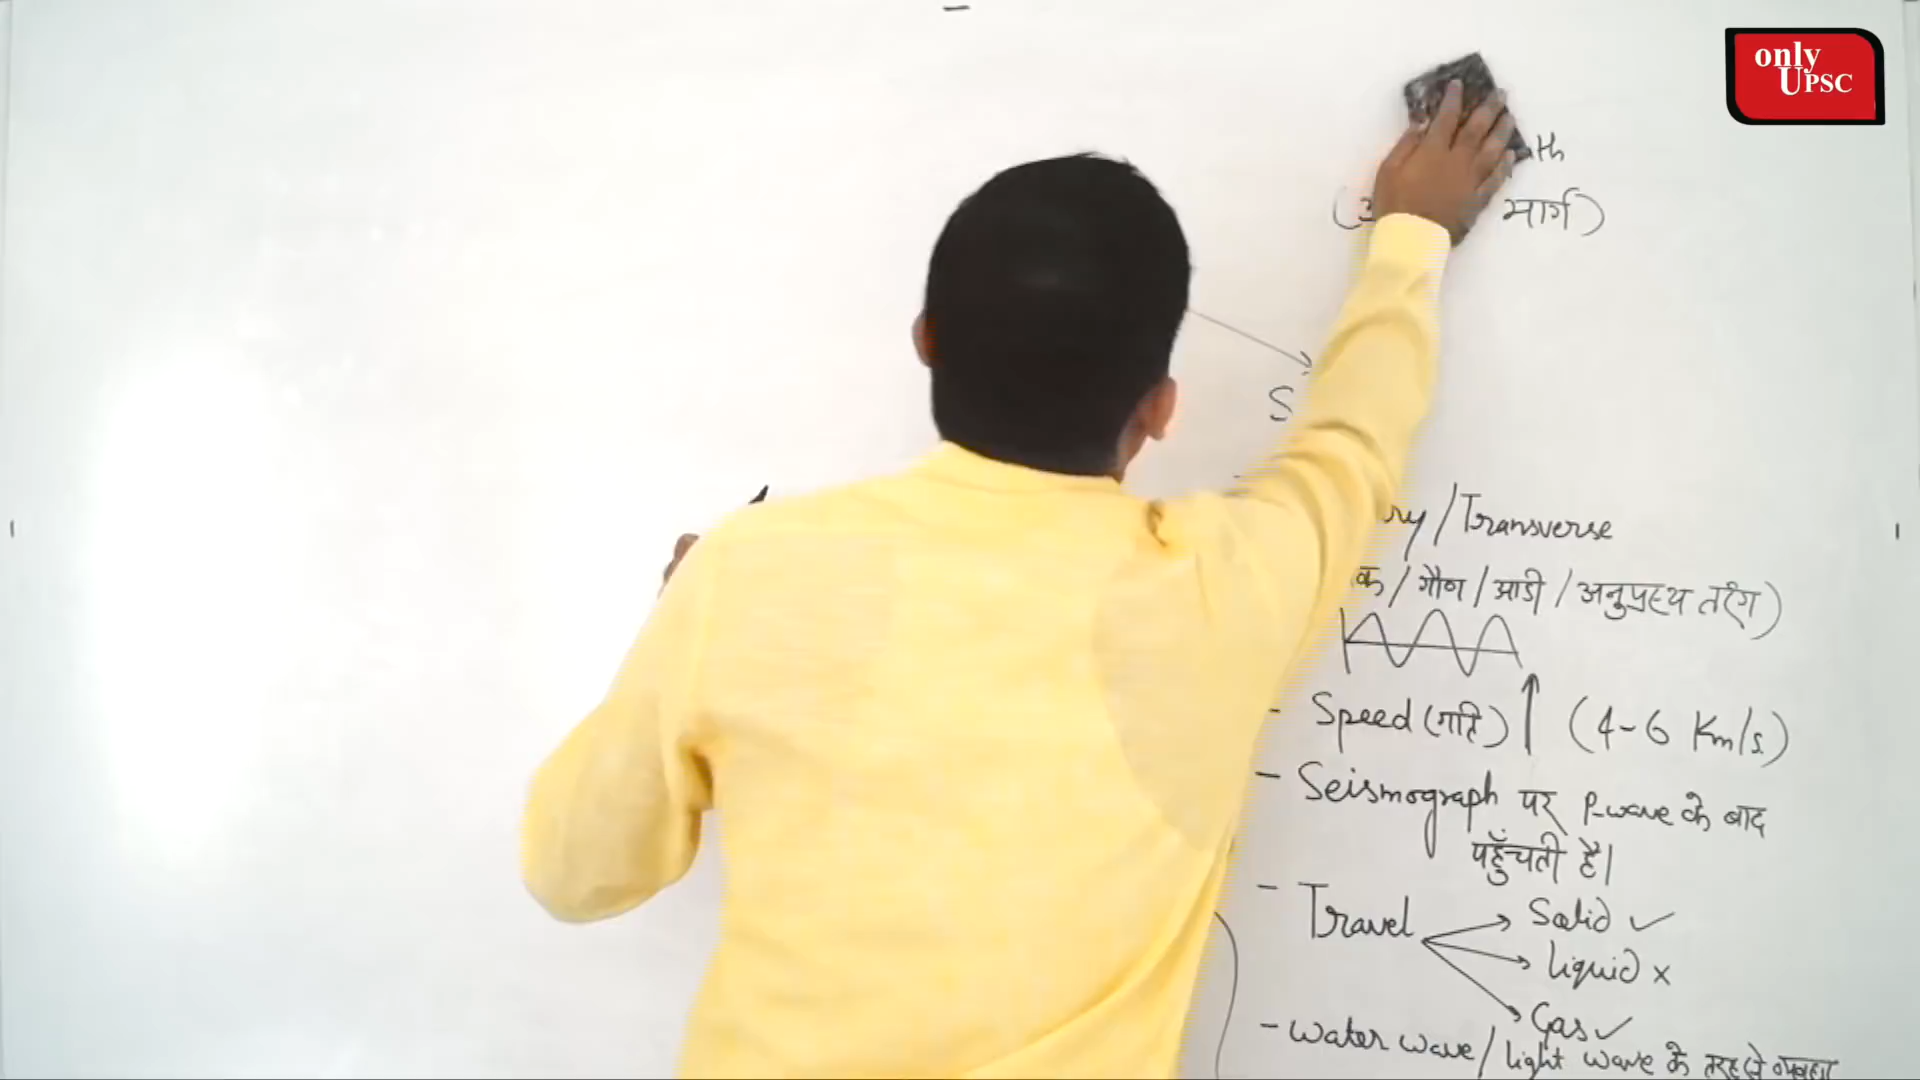 only
UPSC
मार्ग)
S
/Transverse
/ गौण / आडी / अनुप्रस्थ तरंग)
- Speed (गति) ↑ (4-6 Km/s.)
- Seismograph पर P-wave के बाद
पहुँचती है।
- Travel
Solid ✓
Liquid x
Gas ✓
- Water wave / light wave के तरह से